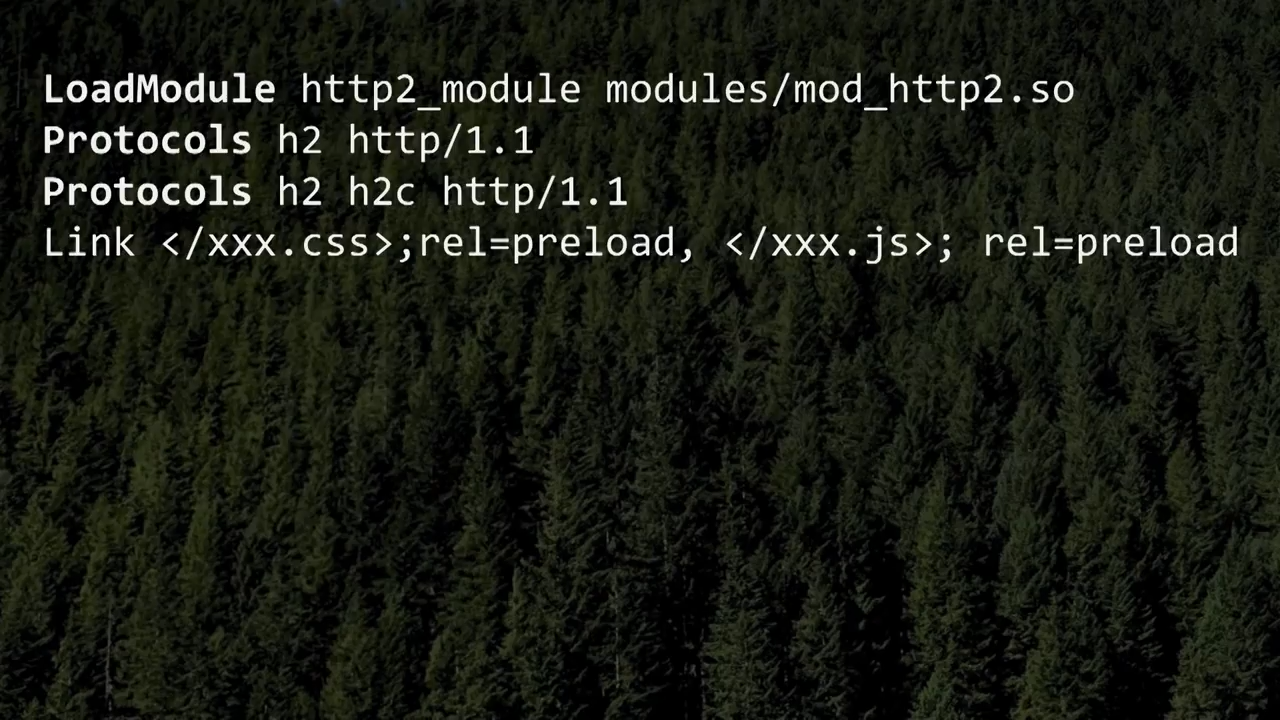 LoadModule http2_module modules/mod_http2.so
Protocols h2 http/1.1
Protocols h2 h2c http/1.1
Link </xxx.css>;rel=preload, </xxx.js>; rel=preload